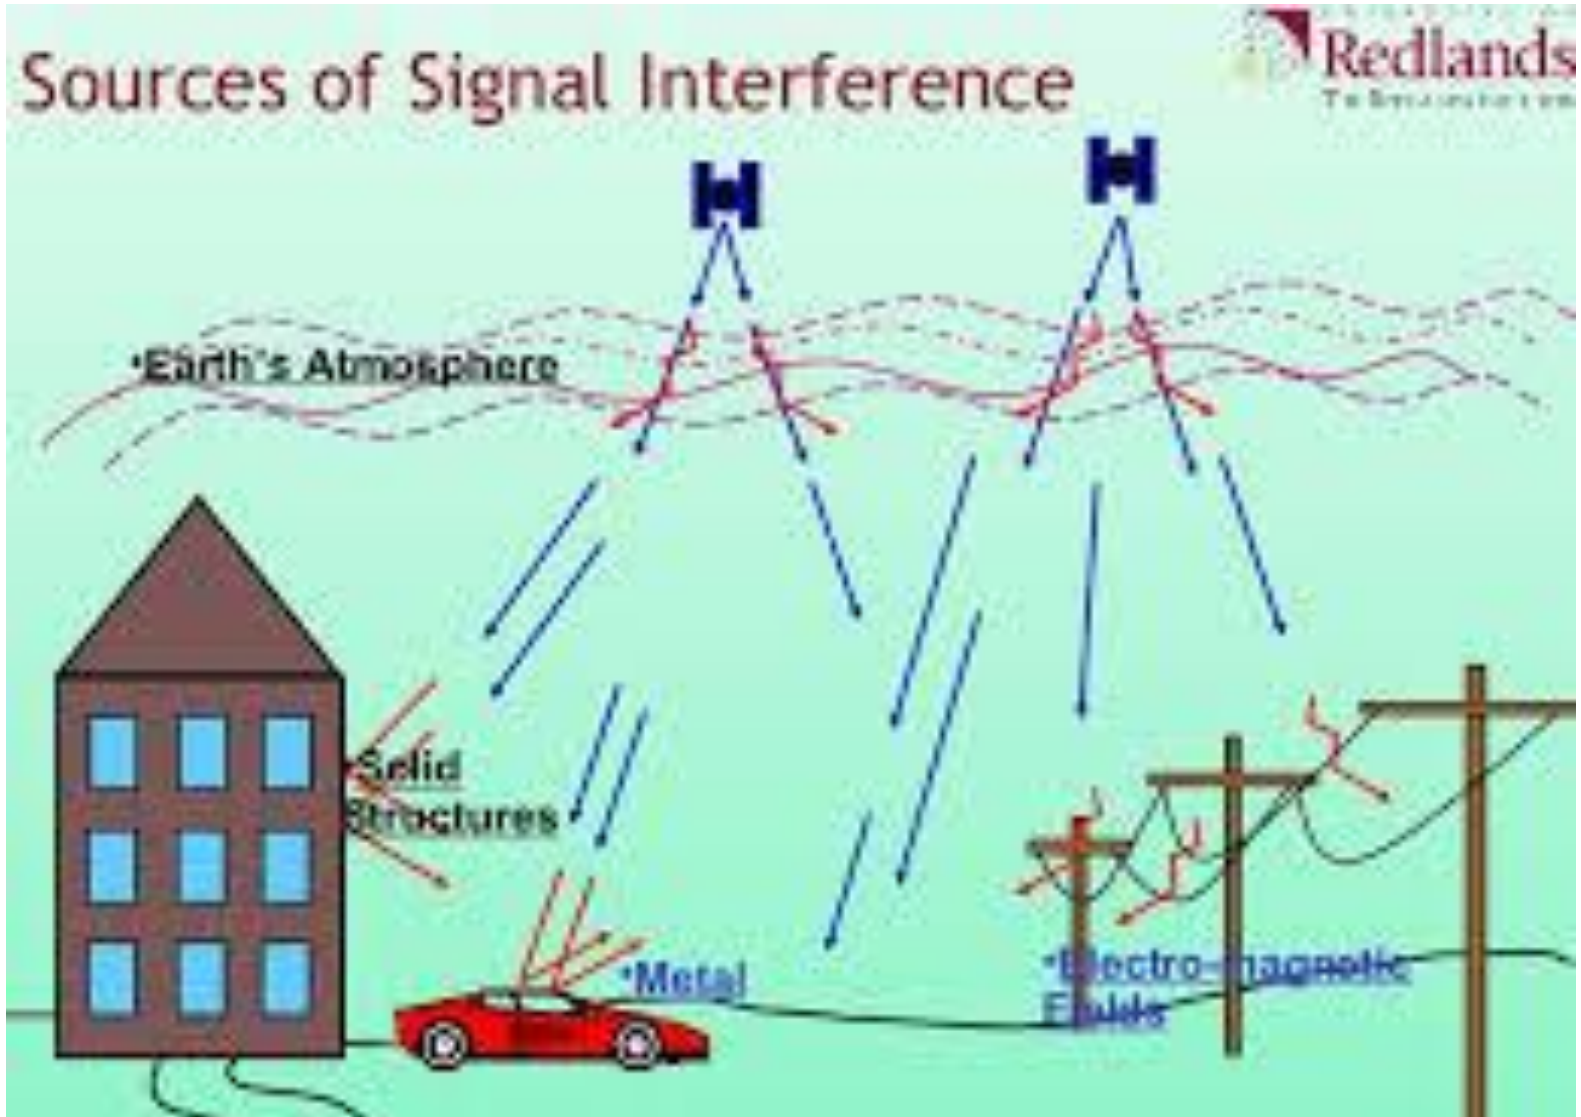 Sources of Signal Interference
Redlands
•Earth's Atmosphere
•Solid
Structures
•Metal
•Electro-magnetic
Fields